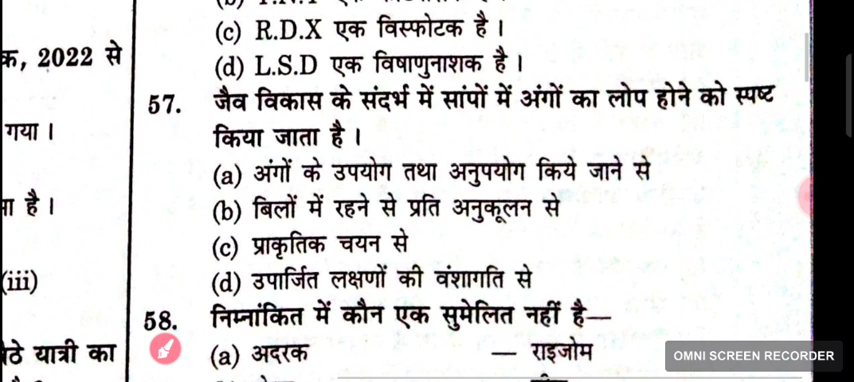 (c) R.D.X एक विस्फोटक है ।
क, 2022 से
(d) L.S.D एक विषाणुनाशक है ।
57. जैव विकास के संदर्भ में सांपों में अंगों का लोप होने को स्पष्ट
गया ।
किया जाता है ।
(a) अंगों के उपयोग तथा अनुपयोग किये जाने से
ा है ।
(b) बिलों में रहने से प्रति अनुकूलन से
(c) प्राकृतिक चयन से
(iii)
(d) उपार्जित लक्षणों की वंशागति से
58. निम्नांकित में कौन एक सुमेलित नहीं है—
ठे यात्री का
(a) अदरक — राइजोम
OMNI SCREEN RECORDER